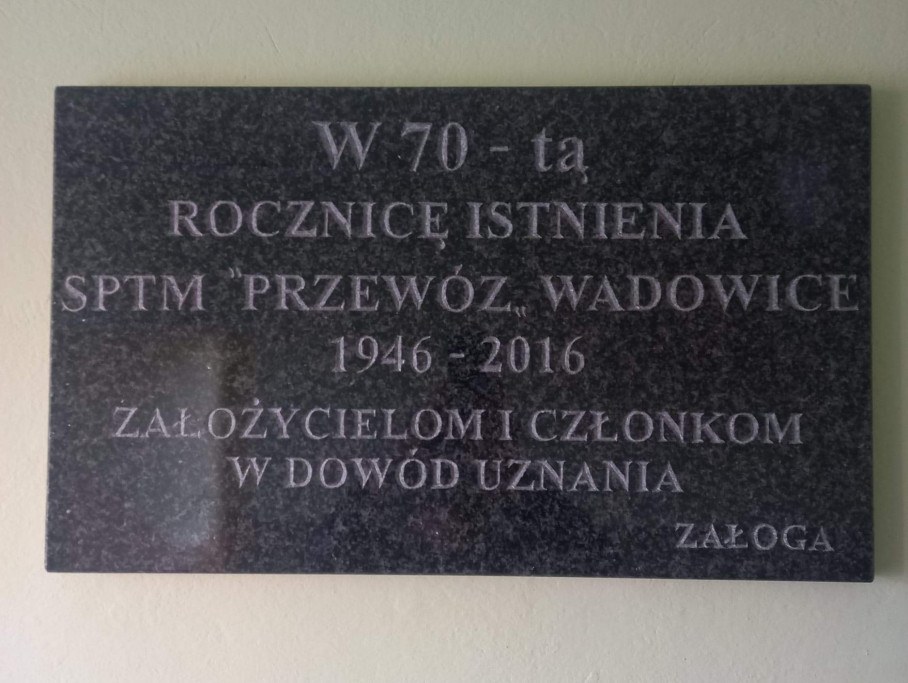 W 70 - tą
ROCZNICĘ ISTNIENIA
SPTM "PRZEWÓZ„ WADOWICE
1946 - 2016
ZAŁOŻYCIELOM I CZŁONKOM
W DOWÓD UZNANIA
ZAŁOGA